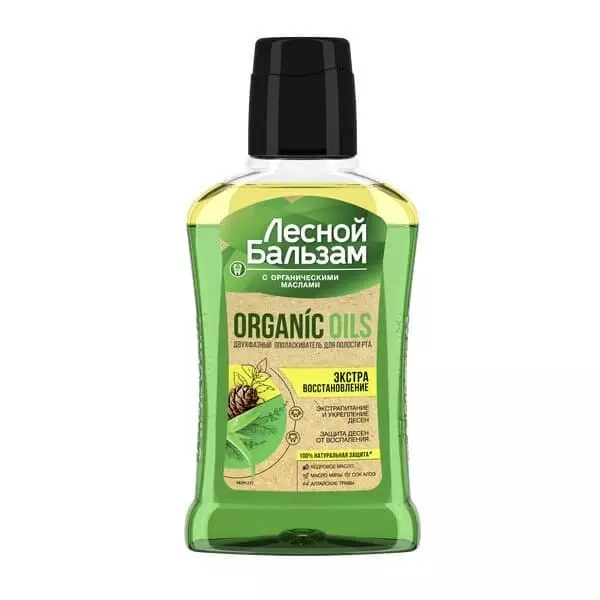 Лесной
Бальзам
С ОРГАНИЧЕСКИМИ
МАСЛАМИ
ORGANIC OILS
ДВУХФАЗНЫЙ ОПОЛАСКИВАТЕЛЬ ДЛЯ ПОЛОСТИ РТА
ЭКСТРА
ВОССТАНОВЛЕНИЕ
ЭКСТРАПИТАНИЕ
И УКРЕПЛЕНИЕ
ДЕСЕН
ЗАЩИТА ДЕСЕН
ОТ ВОСПАЛЕНИЯ
100% НАТУРАЛЬНАЯ ЗАЩИТА*
КЕДРОВОЕ МАСЛО
МАСЛО МЯТЫ СОК АЛОЭ
АЛТАЙСКИЕ ТРАВЫ